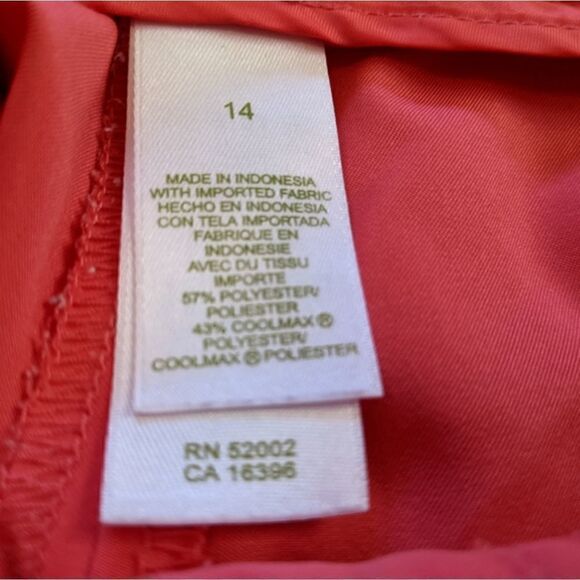 14
MADE IN INDONESIA
WITH IMPORTED FABRIC
HECHO EN INDONESIA
CON TELA IMPORTADA
FABRIQUE EN
INDONESIE
AVEC DU TISSU
IMPORTE
57% POLYESTER/
POLIESTER
43% COOLMAX ®
POLYESTER/
COOLMAX ® POLIESTER
RN 52002
CA 16396